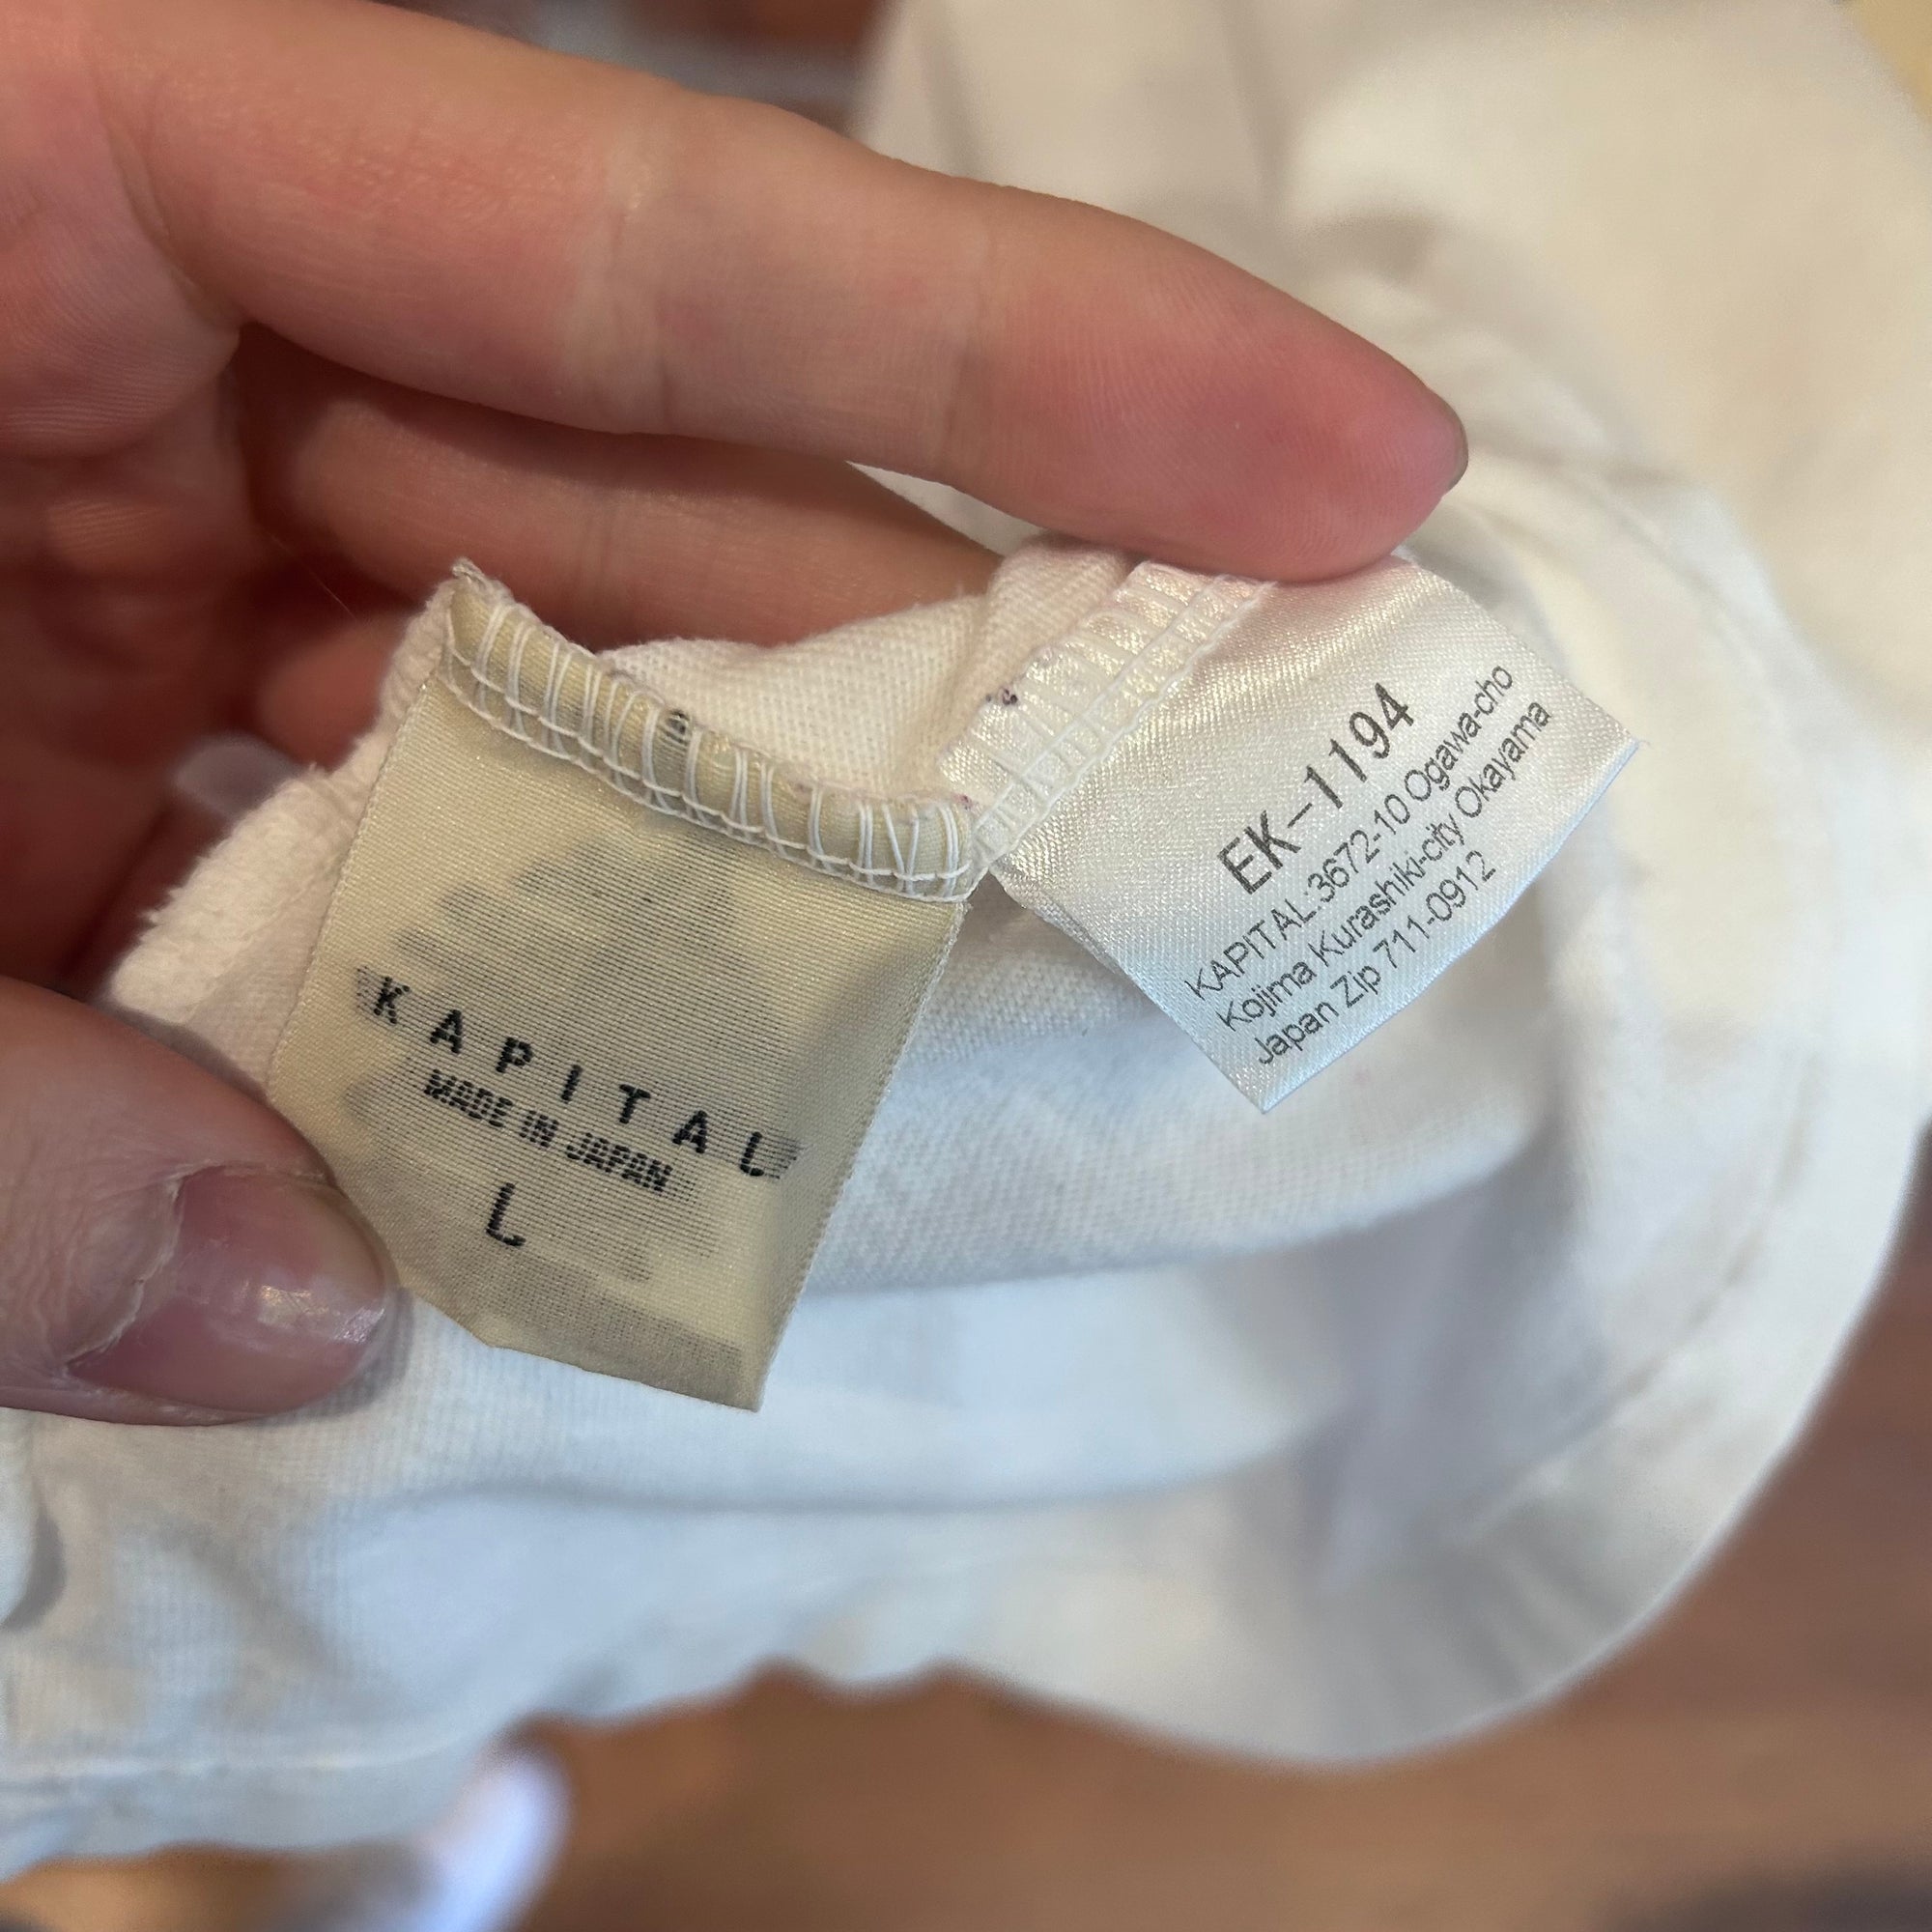 KAPITAL
MADE IN JAPAN
L
EK-1194
KAPITAL:3672-10 Ogawa-cho
Kojima Kurashiki-city Okayama
Japan Zip 711-0912